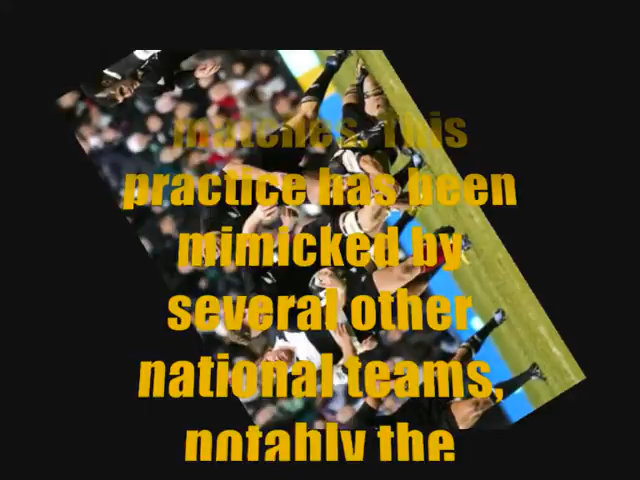 matches. This
practice has been
mimicked by
several other
national teams,
notably the